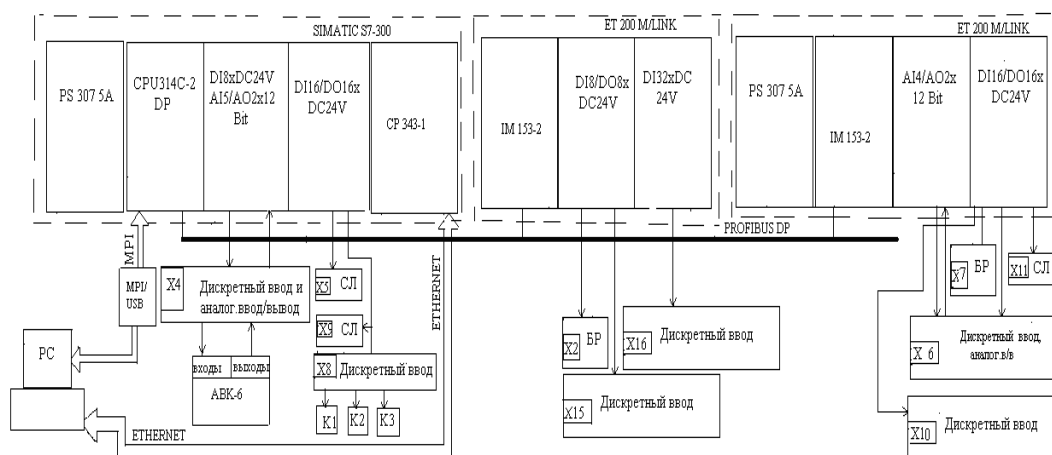 SIMATIC S7-300
ET 200 M/LINK
ET 200 M/LINK
PS 307 5A
CPU314C-2
DP
DI8xDC24V
AI5/AO2x12
Bit
DI16/DO16x
DC24V
CP 343-1
IM 153-2
DI8/DO8x
DC24V
DI32xDC
24V
PS 307 5A
IM 153-2
AI4/AO2x
12 Bit
DI16/DO16x
DC24V
PROFIBUS DP
MPI
MPI/
USB
ETHERNET
X4
Дискретный ввод и
аналог.ввод/вывод
X5
СЛ
X9
СЛ
X8
Дискретный ввод
входы
выходы
АВК-6
К1
К2
К3
PC
ETHERNET
X2
БР
X16
Дискретный ввод
X15
Дискретный ввод
X7
БР
X11
СЛ
X 6
Дискретный ввод,
аналог.в/в
X10
Дискретный ввод